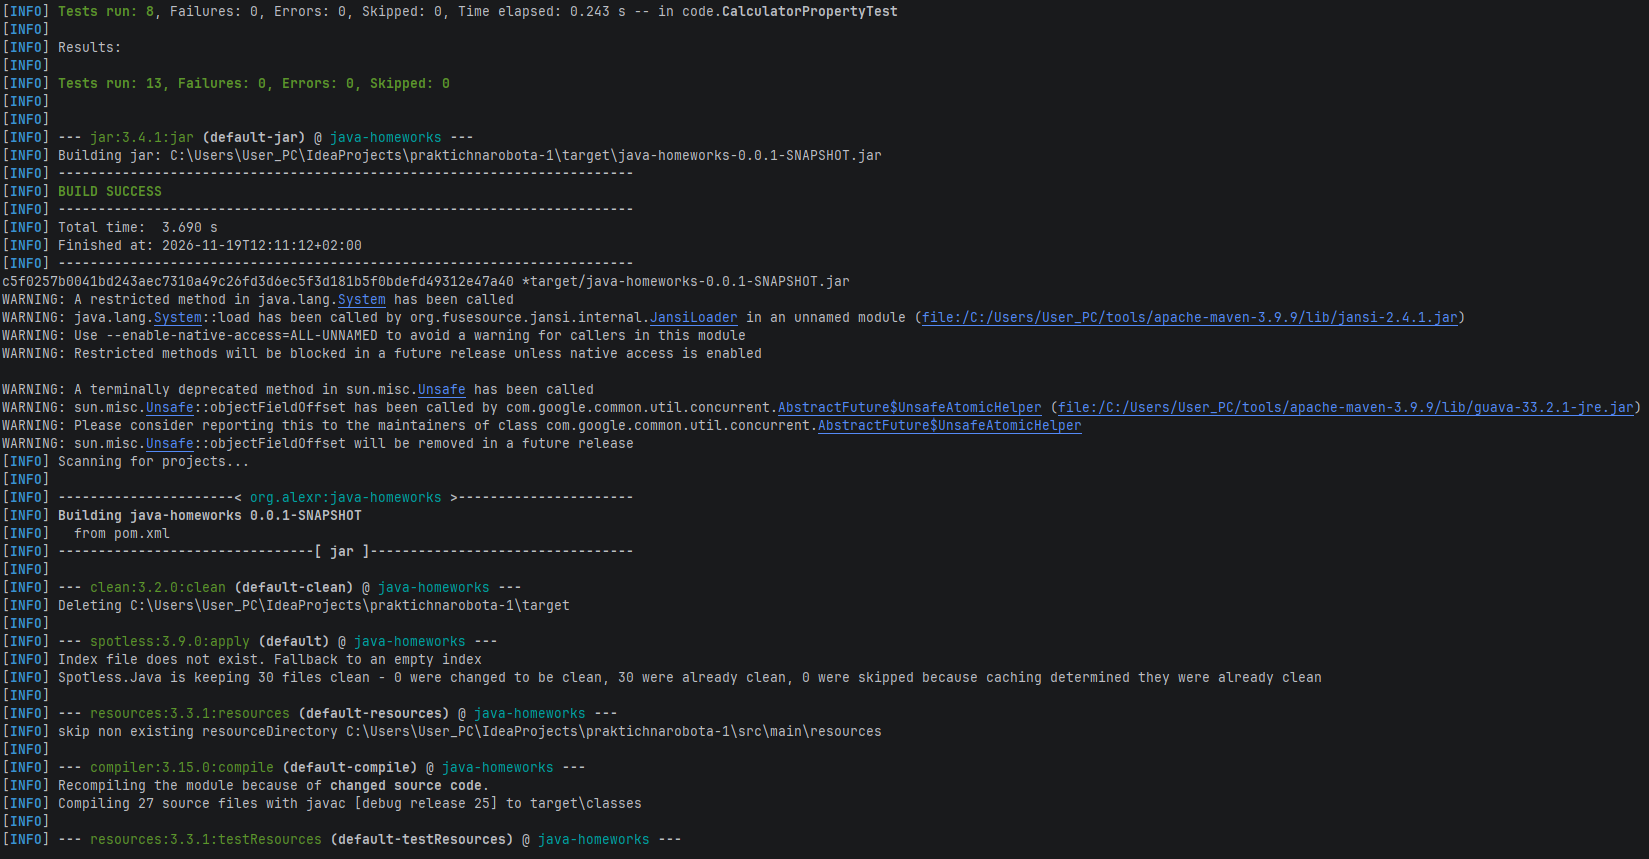 [INFO] Tests run: 8, Failures: 0, Errors: 0, Skipped: 0, Time elapsed: 0.243 s -- in code.CalculatorPropertyTest
[INFO]
[INFO] Results:
[INFO]
[INFO] Tests run: 13, Failures: 0, Errors: 0, Skipped: 0
[INFO]
[INFO]
[INFO] --- jar:3.4.1:jar (default-jar) @ java-homeworks ---
[INFO] Building jar: C:\Users\User_PC\IdeaProjects\praktichnarobota-1\target\java-homeworks-0.0.1-SNAPSHOT.jar
[INFO] ------------------------------------------------------------------------
[INFO] BUILD SUCCESS
[INFO] ------------------------------------------------------------------------
[INFO] Total time:  3.690 s
[INFO] Finished at: 2026-11-19T12:11:12+02:00
[INFO] ------------------------------------------------------------------------
c5f0257b0041bd243aec7310a49c26fd3d6ec5f3d181b5f0bdefd49312e47a40 *target/java-homeworks-0.0.1-SNAPSHOT.jar
WARNING: A restricted method in java.lang.System has been called
WARNING: java.lang.System::load has been called by org.fusesource.jansi.internal.JansiLoader in an unnamed module (file:/C:/Users/User_PC/tools/apache-maven-3.9.9/lib/jansi-2.4.1.jar)
WARNING: Use --enable-native-access=ALL-UNNAMED to avoid a warning for callers in this module
WARNING: Restricted methods will be blocked in a future release unless native access is enabled

WARNING: A terminally deprecated method in sun.misc.Unsafe has been called
WARNING: sun.misc.Unsafe::objectFieldOffset has been called by com.google.common.util.concurrent.AbstractFuture$UnsafeAtomicHelper (file:/C:/Users/User_PC/tools/apache-maven-3.9.9/lib/guava-33.2.1-jre.jar)
WARNING: Please consider reporting this to the maintainers of class com.google.common.util.concurrent.AbstractFuture$UnsafeAtomicHelper
WARNING: sun.misc.Unsafe::objectFieldOffset will be removed in a future release
[INFO] Scanning for projects...
[INFO]
[INFO] ----------------------< org.alexr:java-homeworks >----------------------
[INFO] Building java-homeworks 0.0.1-SNAPSHOT
[INFO]   from pom.xml
[INFO] --------------------------------[ jar ]---------------------------------
[INFO]
[INFO] --- clean:3.2.0:clean (default-clean) @ java-homeworks ---
[INFO] Deleting C:\Users\User_PC\IdeaProjects\praktichnarobota-1\target
[INFO]
[INFO] --- spotless:3.9.0:apply (default) @ java-homeworks ---
[INFO] Index file does not exist. Fallback to an empty index
[INFO] Spotless.Java is keeping 30 files clean - 0 were changed to be clean, 30 were already clean, 0 were skipped because caching determined they were already clean
[INFO]
[INFO] --- resources:3.3.1:resources (default-resources) @ java-homeworks ---
[INFO] skip non existing resourceDirectory C:\Users\User_PC\IdeaProjects\praktichnarobota-1\src\main\resources
[INFO]
[INFO] --- compiler:3.15.0:compile (default-compile) @ java-homeworks ---
[INFO] Recompiling the module because of changed source code.
[INFO] Compiling 27 source files with javac [debug release 25] to target\classes
[INFO]
[INFO] --- resources:3.3.1:testResources (default-testResources) @ java-homeworks ---